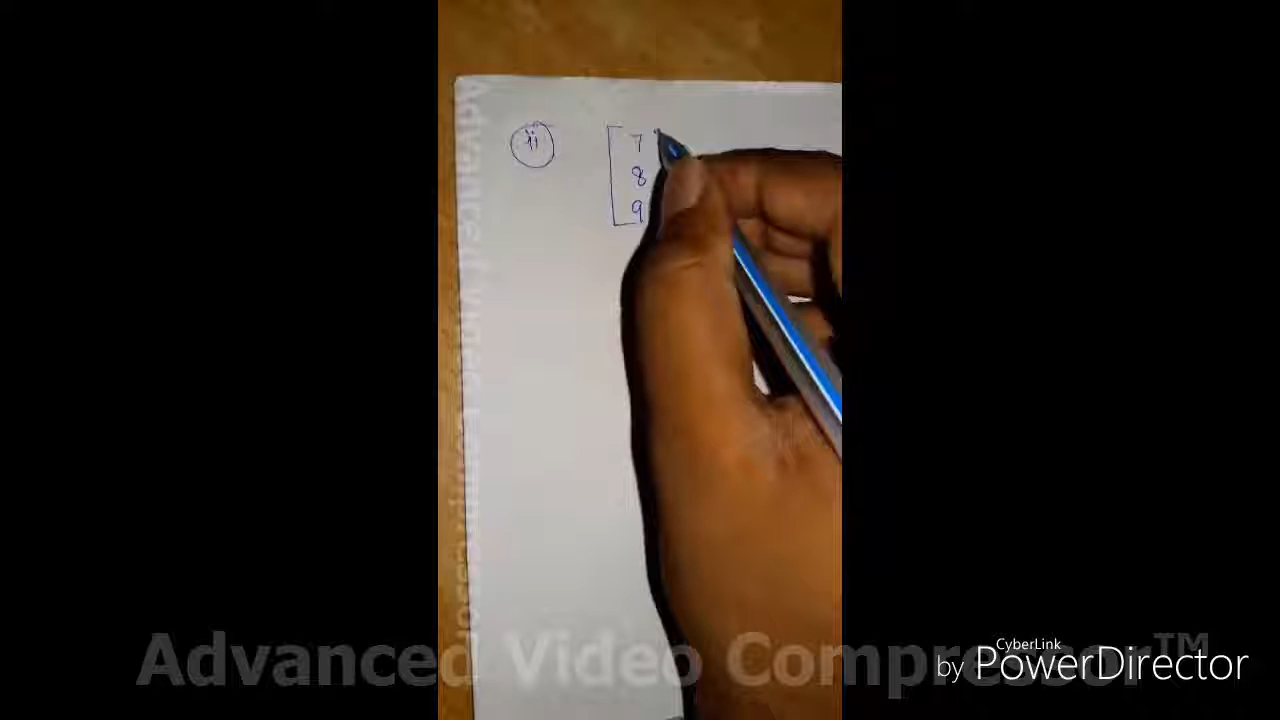 ii [ 7
8
9
Advanced Video Compressor™
CyberLink
by PowerDirector